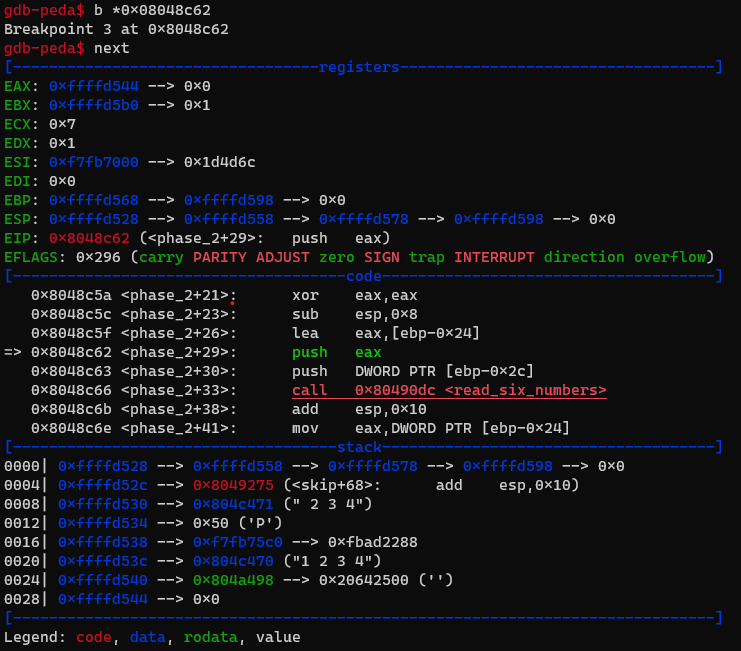 gdb-peda$ b *0×08048c62
Breakpoint 3 at 0×8048c62
gdb-peda$ next
[----------------------------------registers-----------------------------------]
EAX: 0×ffffd544 --> 0×0
EBX: 0×ffffd5b0 --> 0×1
ECX: 0×7
EDX: 0×1
ESI: 0×f7fb7000 --> 0×1d4d6c
EDI: 0×0
EBP: 0×ffffd568 --> 0×ffffd598 --> 0×0
ESP: 0×ffffd528 --> 0×ffffd558 --> 0×ffffd578 --> 0×ffffd598 --> 0×0
EIP: 0×8048c62 (<phase_2+29>:	push   eax)
EFLAGS: 0×296 (carry PARITY ADJUST zero SIGN trap INTERRUPT direction overflow)
[-------------------------------------code-------------------------------------]
   0×8048c5a <phase_2+21>:	xor    eax,eax
   0×8048c5c <phase_2+23>:	sub    esp,0×8
   0×8048c5f <phase_2+26>:	lea    eax,[ebp-0×24]
=> 0×8048c62 <phase_2+29>:	push   eax
   0×8048c63 <phase_2+30>:	push   DWORD PTR [ebp-0×2c]
   0×8048c66 <phase_2+33>:	call   0×80490dc <read_six_numbers>
   0×8048c6b <phase_2+38>:	add    esp,0×10
   0×8048c6e <phase_2+41>:	mov    eax,DWORD PTR [ebp-0×24]
[------------------------------------stack-------------------------------------]
0000| 0×ffffd528 --> 0×ffffd558 --> 0×ffffd578 --> 0×ffffd598 --> 0×0
0004| 0×ffffd52c --> 0×8049275 (<skip+68>:	add    esp,0×10)
0008| 0×ffffd530 --> 0×804c471 (" 2 3 4")
0012| 0×ffffd534 --> 0×50 ('P')
0016| 0×ffffd538 --> 0×f7fb75c0 --> 0×fbad2288
0020| 0×ffffd53c --> 0×804c470 ("1 2 3 4")
0024| 0×ffffd540 --> 0×804a498 --> 0×20642500 ('')
0028| 0×ffffd544 --> 0×0
[------------------------------------------------------------------------------]
Legend: code, data, rodata, value